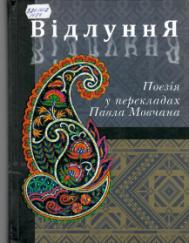 ВІДЛУННЯ
Поезія
у перекладах
Павла Мовчана